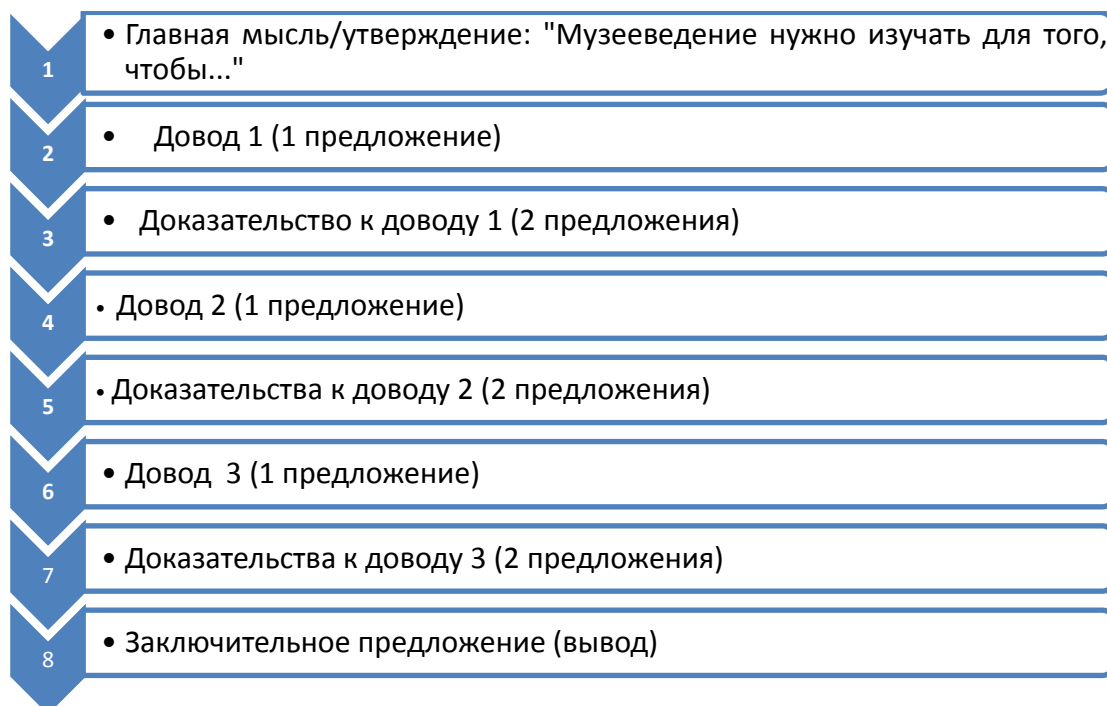 1
• Главная мысль/утверждение: "Музееведение нужно изучать для того,
чтобы..."
2
• Довод 1 (1 предложение)
3
• Доказательство к доводу 1 (2 предложения)
4
• Довод 2 (1 предложение)
5
• Доказательства к доводу 2 (2 предложения)
6
• Довод 3 (1 предложение)
7
• Доказательства к доводу 3 (2 предложения)
8
• Заключительное предложение (вывод)